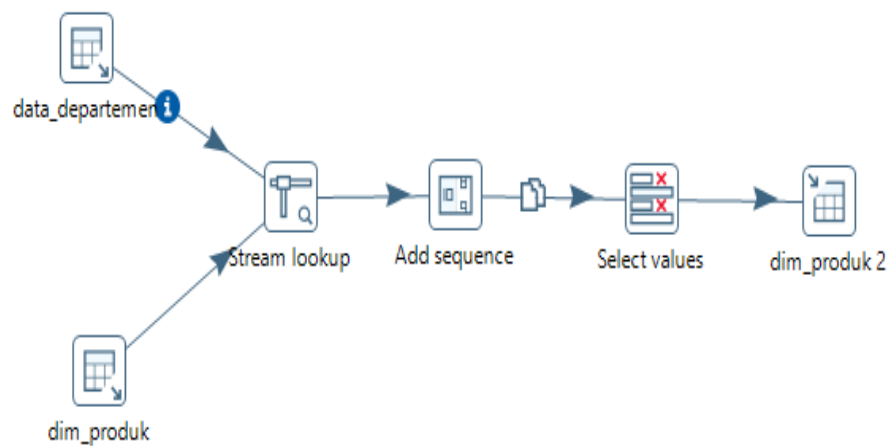 data_departemen
Stream lookup
Add sequence
Select values
dim_produk 2
dim_produk